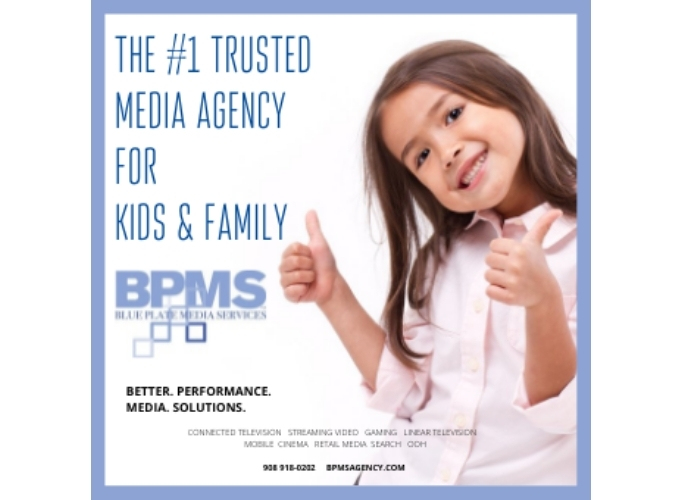 THE #1 TRUSTED
MEDIA AGENCY
FOR
KIDS & FAMILY
BPMS
BLUE PLATE MEDIA SERVICES
BETTER. PERFORMANCE.
MEDIA. SOLUTIONS.
CONNECTED TELEVISION STREAMING VIDEO GAMING LINEAR TELEVISION
MOBILE CINEMA RETAIL MEDIA SEARCH OOH
908 918-0202 BPMSAGENCY.COM